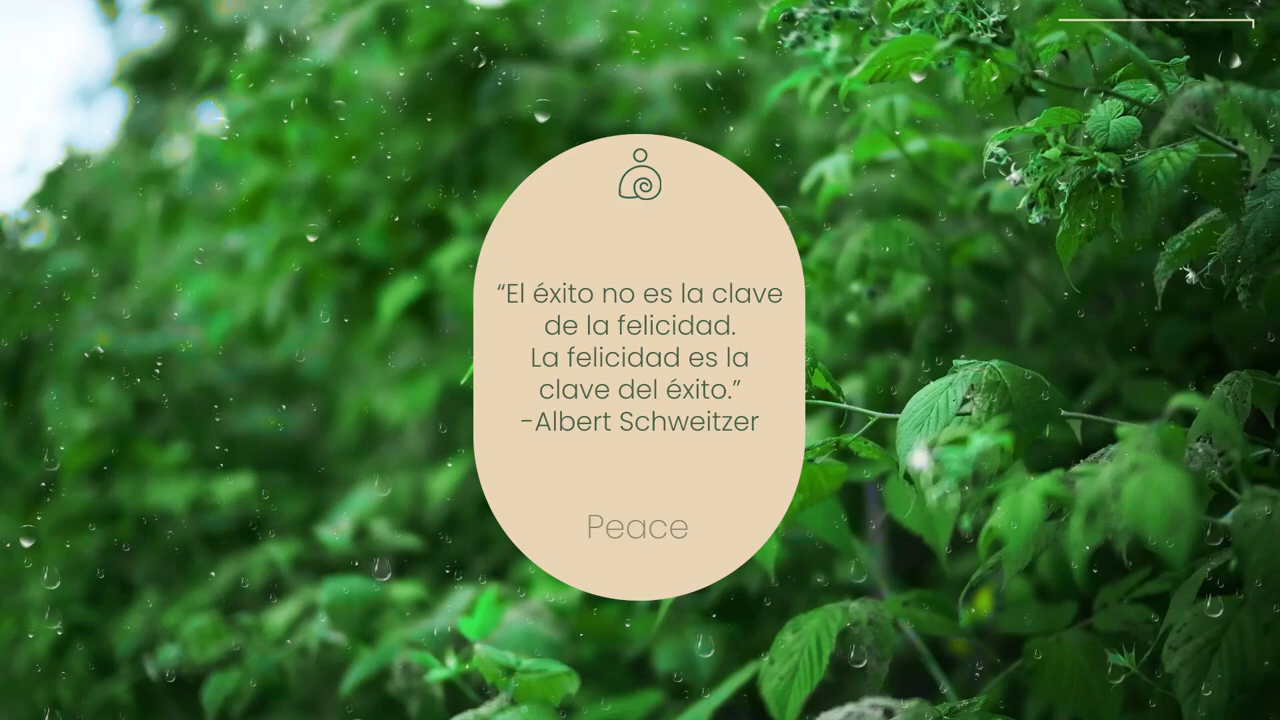 “El éxito no es la clave
de la felicidad.
La felicidad es la
clave del éxito.”
-Albert Schweitzer
Peace